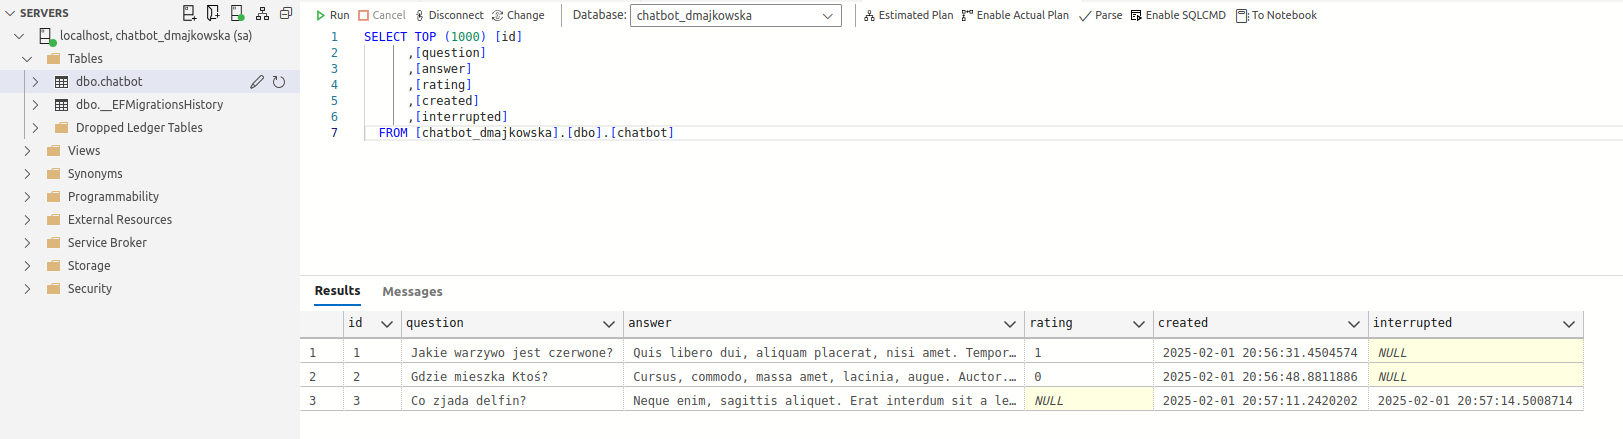 SERVERS
localhost, chatbot_dmajkowska (sa)
Tables
dbo.chatbot
dbo.__EFMigrationsHistory
Dropped Ledger Tables
Views
Synonyms
Programmability
External Resources
Service Broker
Storage
Security
Run Cancel Disconnect Change Database: chatbot_dmajkowska Estimated Plan Enable Actual Plan Parse Enable SQLCMD To Notebook
1 SELECT TOP (1000) [id]
2 ,[question]
3 ,[answer]
4 ,[rating]
5 ,[created]
6 ,[interrupted]
7 FROM [chatbot_dmajkowska].[dbo].[chatbot]
Results Messages
id question answer rating created interrupted
1 1 Jakie warzywo jest czerwone? Quis libero dui, aliquam placerat, nisi amet. Tempor… 1 2025-02-01 20:56:31.4504574 NULL
2 2 Gdzie mieszka Ktoś? Cursus, commodo, massa amet, lacinia, augue. Auctor.… 0 2025-02-01 20:56:48.8811886 NULL
3 3 Co zjada delfin? Neque enim, sagittis aliquet. Erat interdum sit a le… NULL 2025-02-01 20:57:11.2420202 2025-02-01 20:57:14.5008714